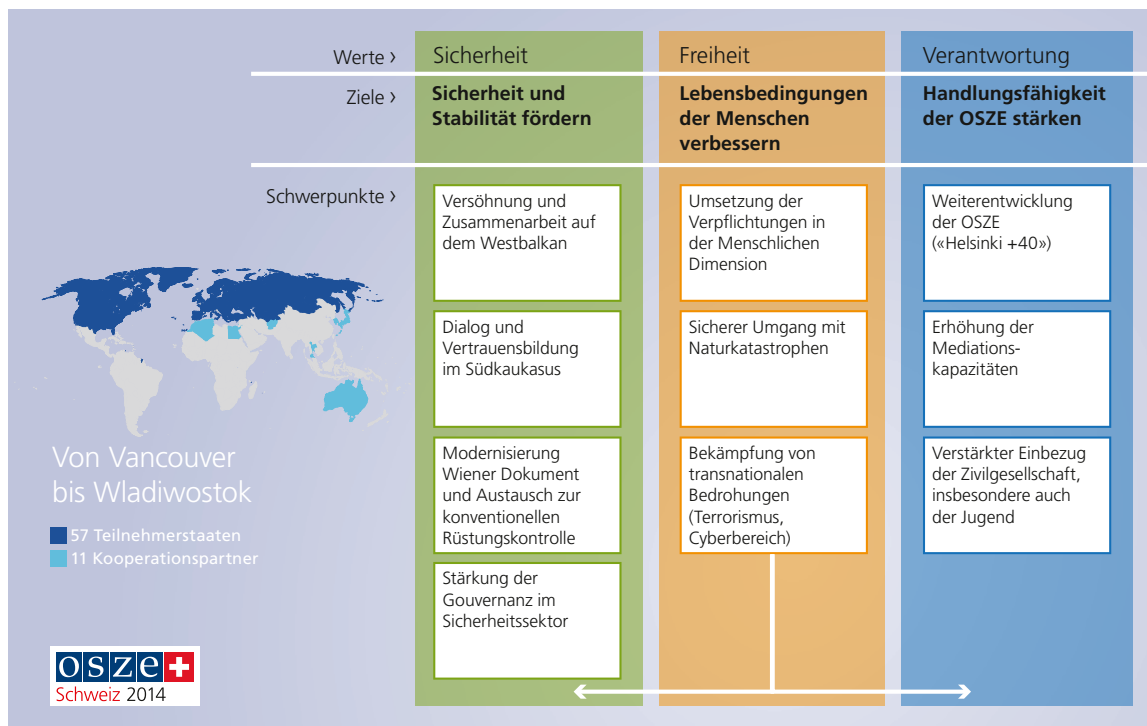 Werte ›
Sicherheit
Freiheit
Verantwortung
Ziele ›
Sicherheit und
Stabilität fördern
Lebensbedingungen
der Menschen
verbessern
Handlungsfähigkeit
der OSZE stärken
Schwerpunkte ›
Versöhnung und
Zusammenarbeit auf
dem Westbalkan
Dialog und
Vertrauensbildung
im Südkaukasus
Modernisierung
Wiener Dokument
und Austausch zur
konventionellen
Rüstungskontrolle
Stärkung der
Gouvernanz im
Sicherheitssektor
Umsetzung der
Verpflichtungen in
der Menschlichen
Dimension
Sicherer Umgang mit
Naturkatastrophen
Bekämpfung von
transnationalen
Bedrohungen
(Terrorismus,
Cyberbereich)
Weiterentwicklung
der OSZE
(«Helsinki +40»)
Erhöhung der
Mediations-
kapazitäten
Verstärkter Einbezug
der Zivilgesellschaft,
insbesondere auch
der Jugend
Von Vancouver
bis Wladiwostok
57 Teilnehmerstaaten
11 Kooperationspartner
osze
Schweiz 2014